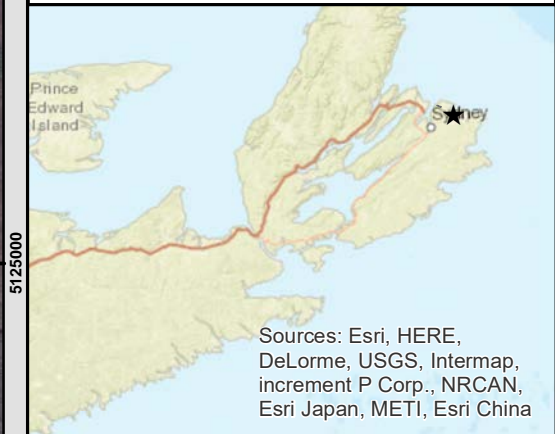 Prince
Edward
Island
Sydney
5125000
Sources: Esri, HERE,
DeLorme, USGS, Intermap,
increment P Corp., NRCAN,
Esri Japan, METI, Esri China